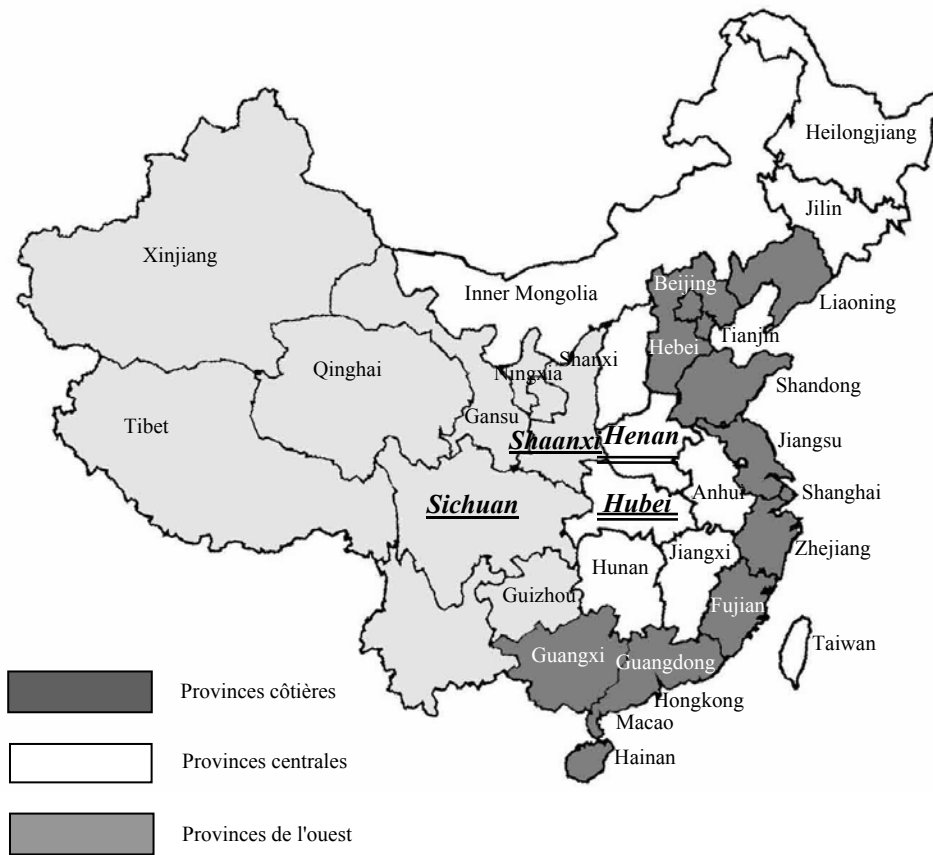 Heilongjiang
Jilin
Xinjiang
Beijing
Inner Mongolia
Liaoning
Tianjin
Hebei
Shanxi
Qinghai
Ningxia
Shandong
Gansu
Tibet
Shaanxi
Henan
Jiangsu
Anhui
Shanghai
Sichuan
Hubei
Zhejiang
Jiangxi
Hunan
Guizhou
Fujian
Taiwan
Guangxi
Guangdong
Hongkong
Macao
Hainan
Provinces côtières
Provinces centrales
Provinces de l'ouest